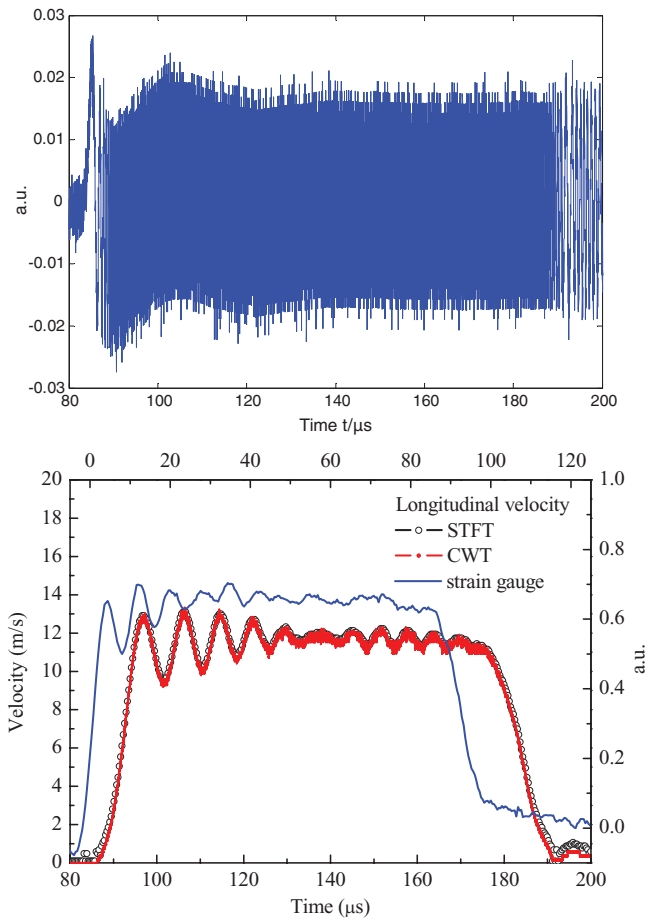 0.03
0.02
0.01
0
-0.01
-0.02
-0.03
a.u.
80 100 120 140 160 180 200
Time t/μs
0 20 40 60 80 100 120
20
18
16
14
12
10
8
6
4
2
0
Velocity (m/s)
Longitudinal velocity
STFT
CWT
strain gauge
1.0
0.8
0.6
0.4
0.2
0.0
a.u.
80 100 120 140 160 180 200
Time (μs)